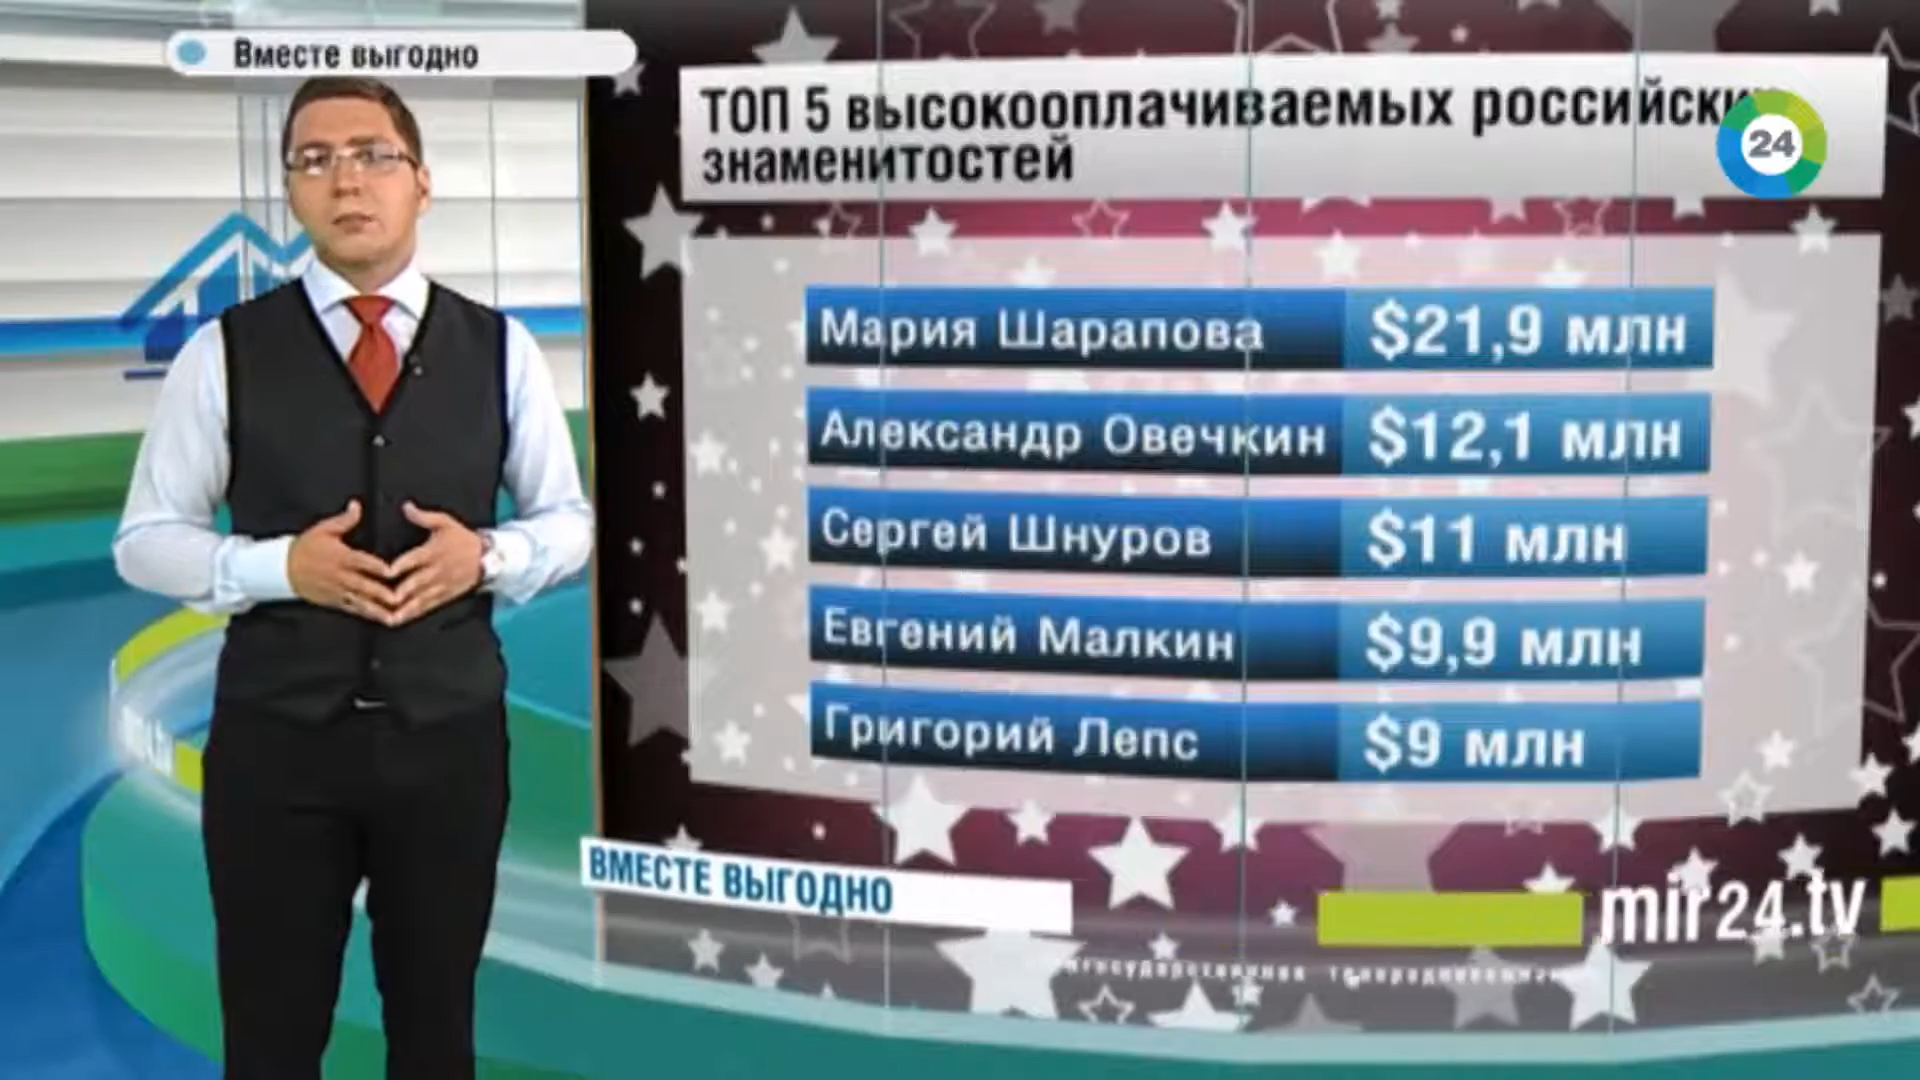 Вместе выгодно
ТОП 5 высокооплачиваемых российских
знаменитостей
24
Мария Шарапова $21,9 млн
Александр Овечкин $12,1 млн
Сергей Шнуров $11 млн
Евгений Малкин $9,9 млн
Григорий Лепс $9 млн
ВМЕСТЕ ВЫГОДНО
mir24.tv